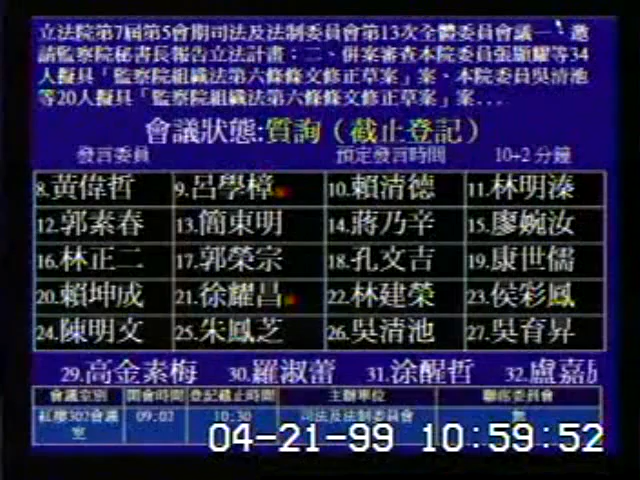 立法院第7屆第5會期司法及法制委員會第13次全體委員會議一、邀
請監察院秘書長報告立法計畫：二、併案審查本院委員張顯耀等34
人擬具「監察院組織法第六條條文修正草案」案、本院委員吳清池
等20人擬具「監察院組織法第六條條文修正草案」案...
會議狀態:質詢（截止登記）
發言委員 預定發言時間 10+2 分鐘
8.黃偉哲 9.呂學樟 10.賴清德 11.林明溱
12.郭素春 13.簡東明 14.蔣乃辛 15.廖婉汝
16.林正二 17.郭榮宗 18.孔文吉 19.康世儒
20.賴坤成 21.徐耀昌 22.林建榮 23.侯彩鳳
24.陳明文 25.朱鳳芝 26.吳清池 27.吳育昇
29.高金素梅 30.羅淑蕾 31.涂醒哲 32.盧嘉
會議室別 開會時間 登記截止時間 主辦單位 聯席委員會
紅樓302會議室 09:02 10:30 司法及法制委員會 無
04-21-99 10:59:52